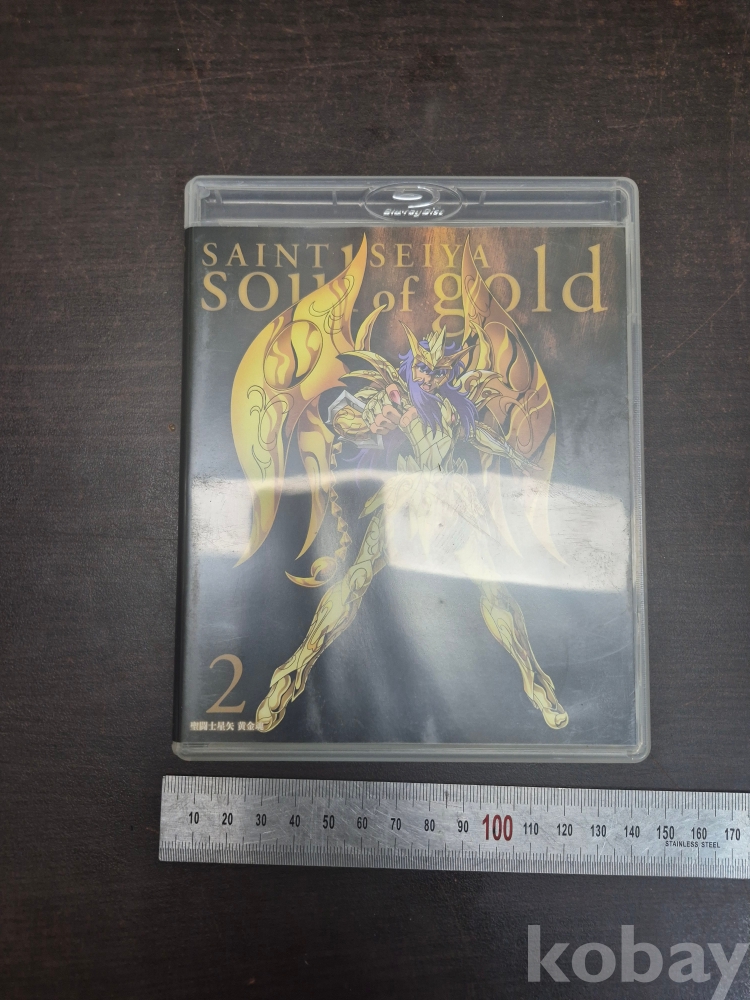 Blu-ray Disc
SAINT SEIYA
soul of gold
2
聖闘士星矢 黄金魂
10 20 30 40 50 60 70 80 90 100 110 120 130 140 150 160 170
STAINLESS STEEL
kobay